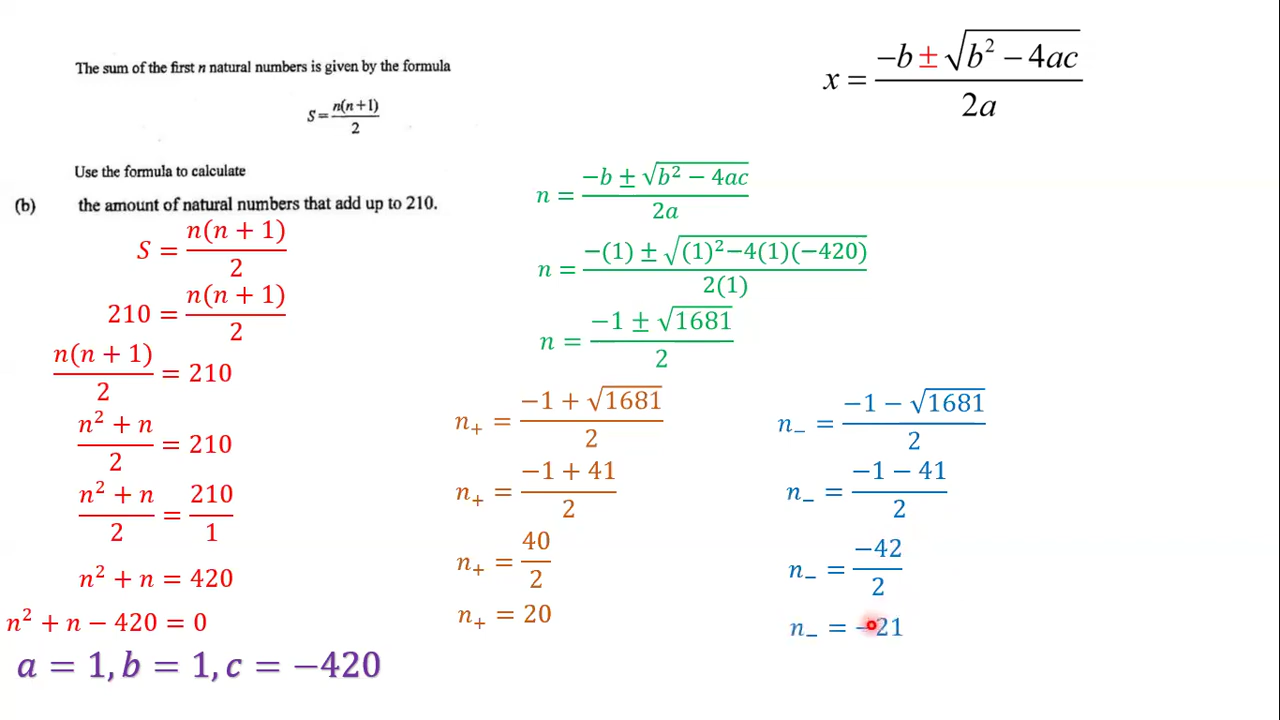 The sum of the first n natural numbers is given by the formula
S = n(n+1)/2
Use the formula to calculate
(b) the amount of natural numbers that add up to 210.
S = n(n + 1)/2
210 = n(n + 1)/2
n(n + 1)/2 = 210
n² + n/2 = 210
n² + n/2 = 210/1
n² + n = 420
n² + n − 420 = 0
a = 1, b = 1, c = −420
x = −b ± √b² − 4ac/2a
n = −b ± √b² − 4ac/2a
n = −(1) ± √(1)²−4(1)(−420)/2(1)
n = −1 ± √1681/2
n₊ = −1 + √1681/2
n₊ = −1 + 41/2
n₊ = 40/2
n₊ = 20
n₋ = −1 − √1681/2
n₋ = −1 − 41/2
n₋ = −42/2
n₋ = −21